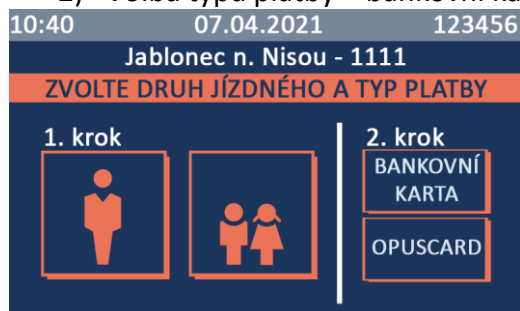 10:40 07.04.2021 123456
Jablonec n. Nisou - 1111
ZVOLTE DRUH JÍZDNÉHO A TYP PLATBY
1. krok
2. krok
BANKOVNÍ
KARTA
OPUSCARD